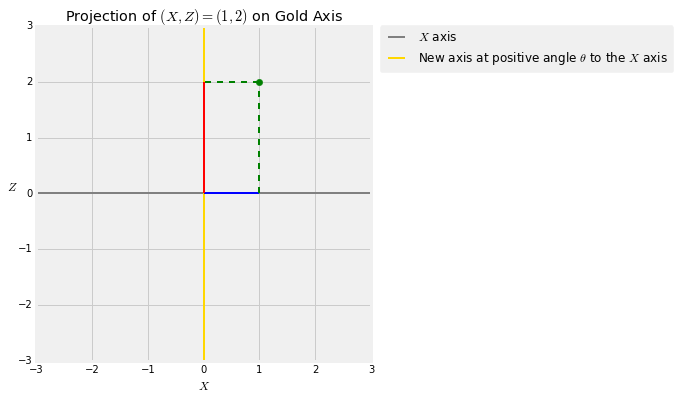 Projection of (X, Z) = (1, 2) on Gold Axis
3
2
1
Z
0
−1
−2
−3
−3
−2
−1
0
1
2
3
X
X axis
New axis at positive angle θ to the X axis